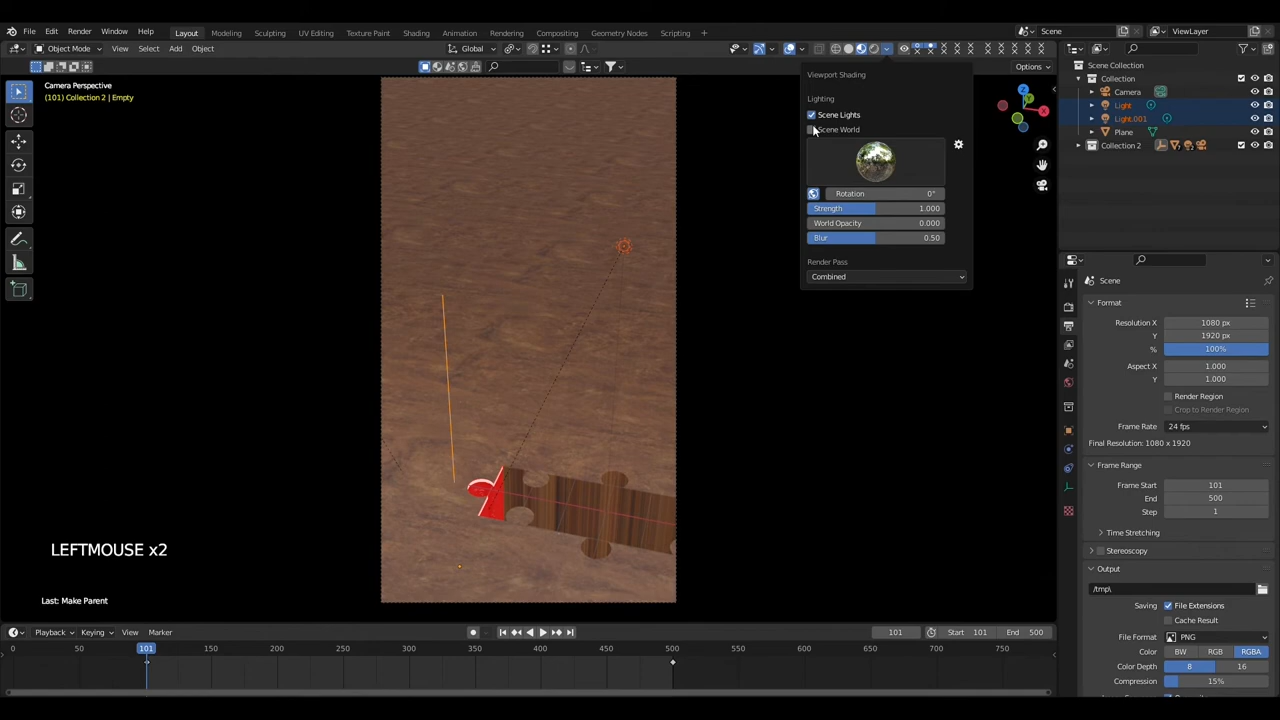 File Edit Render Window Help Layout Modeling Sculpting UV Editing Texture Paint Shading Animation Rendering Compositing Geometry Nodes Scripting + Scene ViewLayer
Object Mode View Select Add Object Global
Options
Camera Perspective
(101) Collection 2 | Empty
Viewport Shading
Lighting
Scene Lights
Scene World
Rotation 0°
Strength 1.000
World Opacity 0.000
Blur 0.50
Render Pass
Combined
Scene Collection
Collection
Camera
Light
Light.001
Plane
Collection 2
Scene
Format
Resolution X 1080 px
Y 1920 px
% 100%
Aspect X 1.000
Y 1.000
Render Region
Crop to Render Region
Frame Rate 24 fps
Final Resolution: 1080 x 1920
Frame Range
Frame Start 101
End 500
Step 1
Time Stretching
Stereoscopy
Output
/tmp\
Saving File Extensions
Cache Result
File Format PNG
Color BW RGB RGBA
Color Depth 8 16
Compression 15%
LEFTMOUSE x2
Last: Make Parent
Playback Keying View Marker 101 Start 101 End 500
0 50 101 150 200 250 300 350 400 450 500 550 600 650 700 750